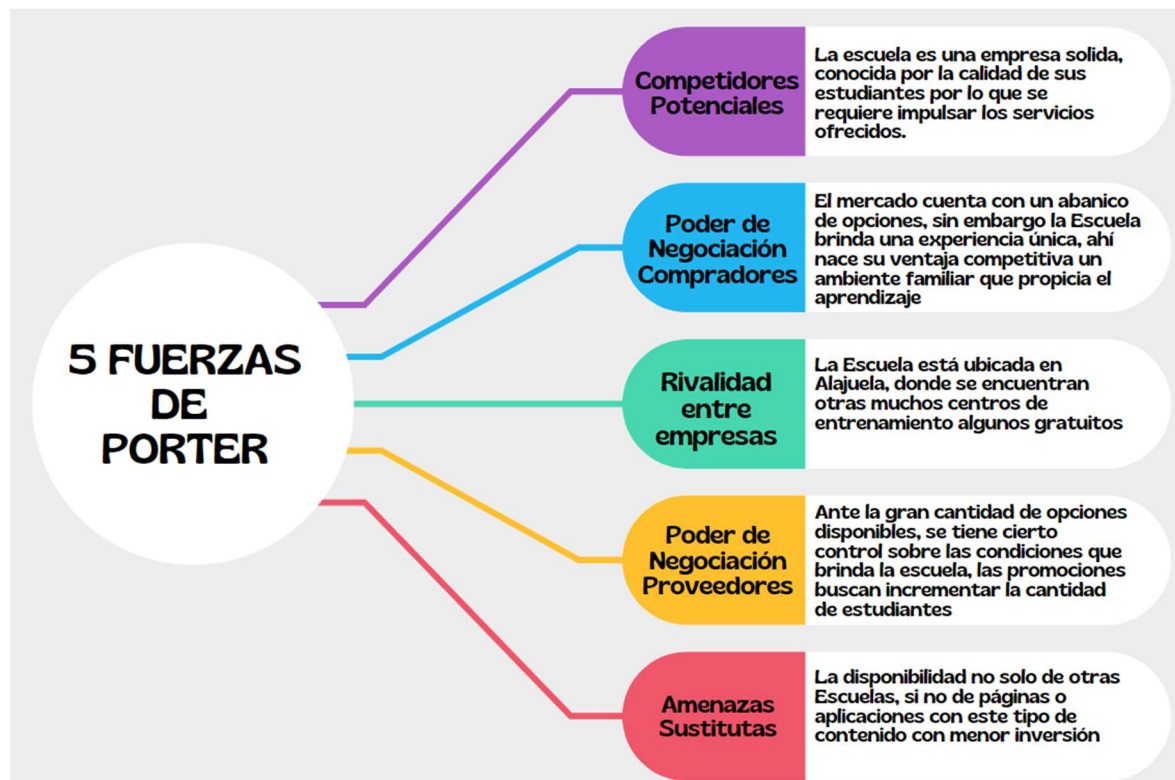 5 FUERZAS
DE
PORTER
Competidores
Potenciales
La escuela es una empresa solida,
conocida por la calidad de sus
estudiantes por lo que se
requiere impulsar los servicios
ofrecidos.
Poder de
Negociación
Compradores
El mercado cuenta con un abanico
de opciones, sin embargo la Escuela
brinda una experiencia única, ahí
nace su ventaja competitiva un
ambiente familiar que propicia el
aprendizaje
Rivalidad
entre
empresas
La Escuela está ubicada en
Alajuela, donde se encuentran
otras muchos centros de
entrenamiento algunos gratuitos
Poder de
Negociación
Proveedores
Ante la gran cantidad de opciones
disponibles, se tiene cierto
control sobre las condiciones que
brinda la escuela, las promociones
buscan incrementar la cantidad
de estudiantes
Amenazas
Sustitutas
La disponibilidad no solo de otras
Escuelas, si no de páginas o
aplicaciones con este tipo de
contenido con menor inversión